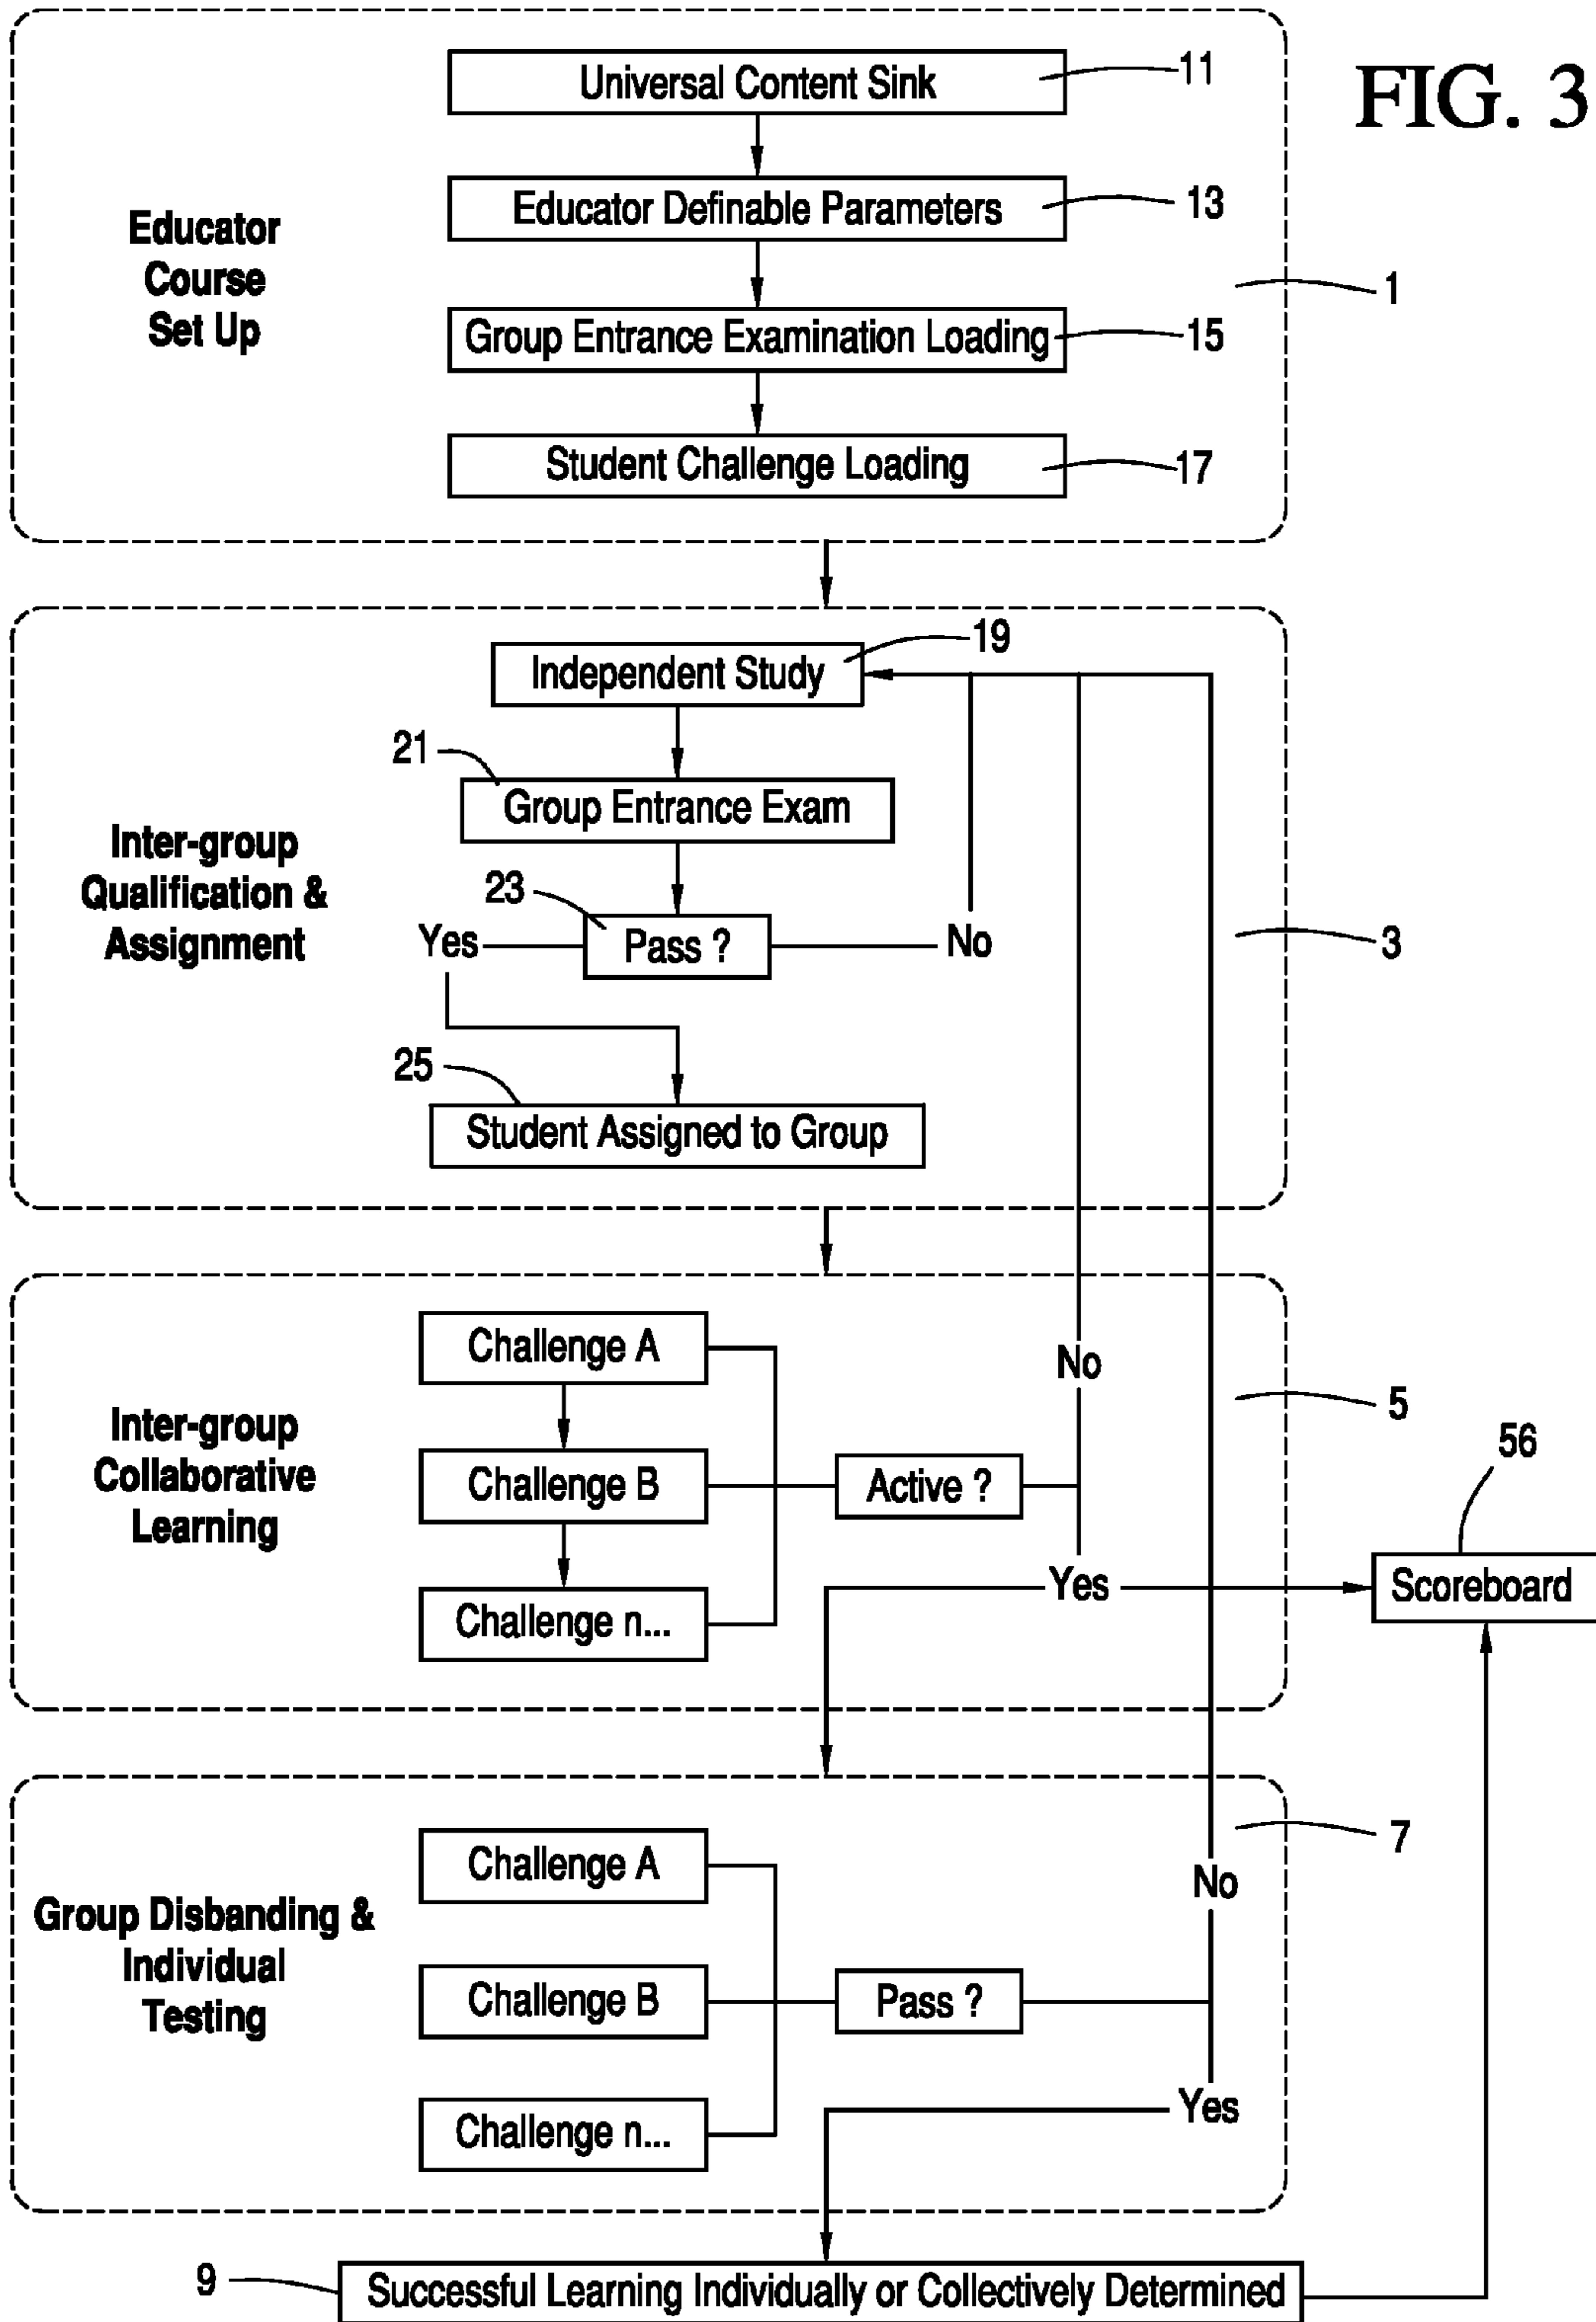 FIG. 3
Universal Content Sink
11
Educator Definable Parameters
13
Educator
Course
Set Up
1
Group Entrance Examination Loading
15
Student Challenge Loading
17
Independent Study
19
21
Group Entrance Exam
Inter-group
Qualification &
Assignment
23
Yes
Pass ?
No
3
25
Student Assigned to Group
Challenge A
No
Inter-group
Collaborative
Learning
5
Challenge B
Active ?
56
Yes
Scoreboard
Challenge n...
Challenge A
7
No
Group Disbanding &
Individual
Testing
Challenge B
Pass ?
Yes
Challenge n...
9
Successful Learning Individually or Collectively Determined